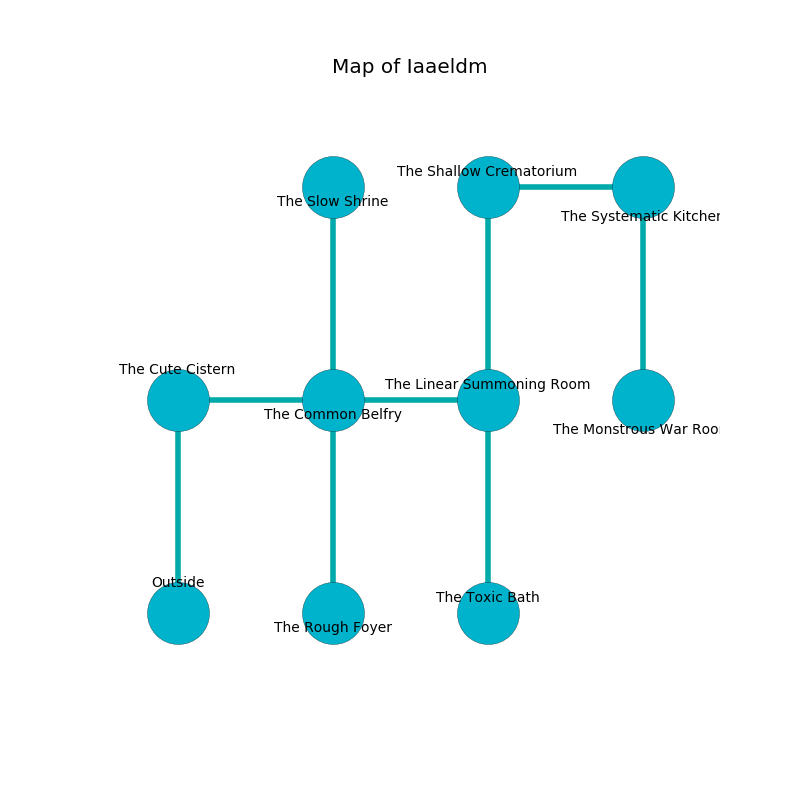 Map of Iaaeldm
The Shallow Crematorium
The Slow Shrine
The Systematic Kitchen
The Cute Cistern
The Linear Summoning Room
The Common Belfry
The Monstrous War Roo
Outside
The Toxic Bath
The Rough Foyer